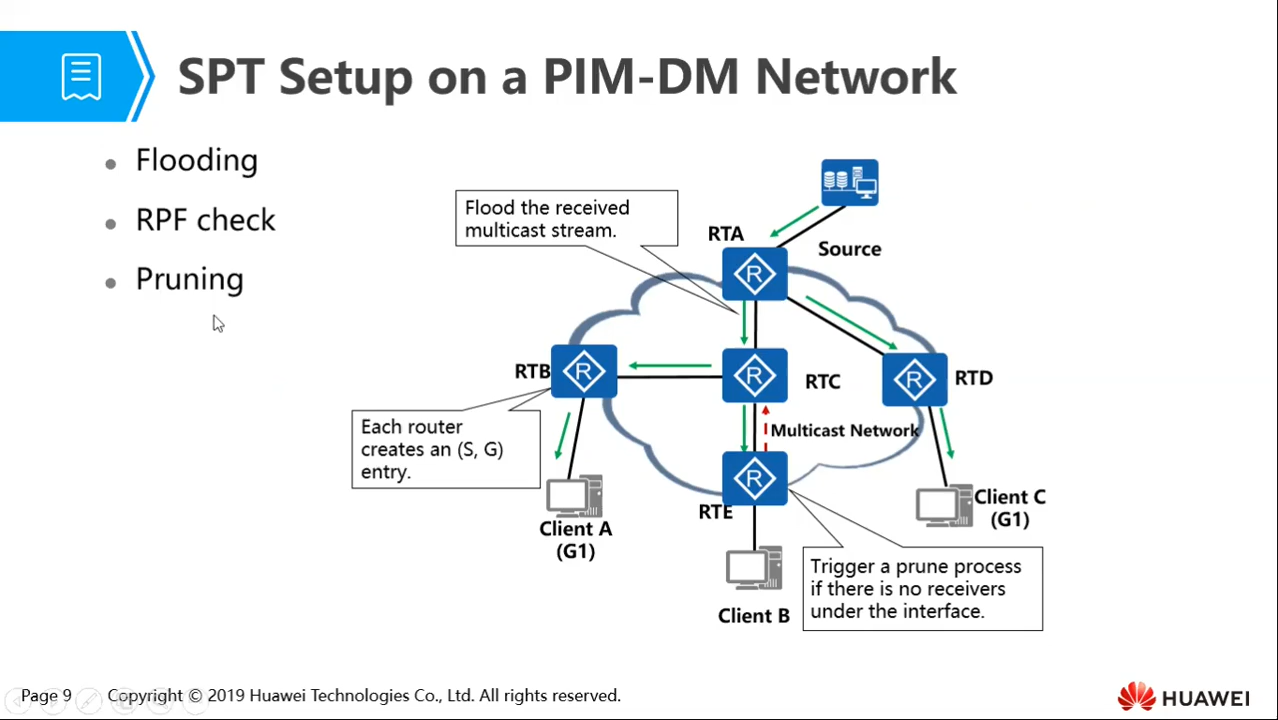 SPT Setup on a PIM-DM Network
Flooding
RPF check
Pruning
Flood the received
multicast stream.
RTA
Source
RTB
RTC
RTD
Each router
creates an (S, G)
entry.
Multicast Network
RTE
Client A
(G1)
Client B
Client C
(G1)
Trigger a prune process
if there is no receivers
under the interface.
R
R
R
R
R
Page 9
Copyright © 2019 Huawei Technologies Co., Ltd. All rights reserved.
HUAWEI